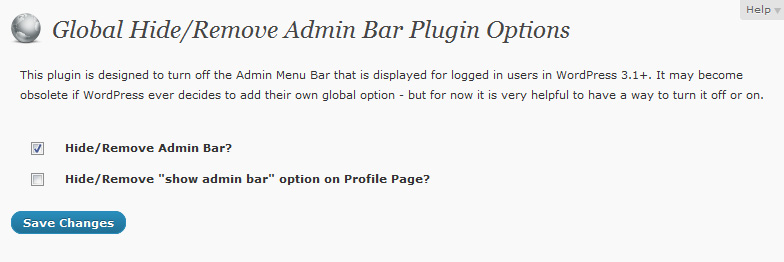 Help
Global Hide/Remove Admin Bar Plugin Options
This plugin is designed to turn off the Admin Menu Bar that is displayed for logged in users in WordPress 3.1+. It may become
obsolete if WordPress ever decides to add their own global option - but for now it is very helpful to have a way to turn it off or on.
Hide/Remove Admin Bar?
Hide/Remove "show admin bar" option on Profile Page?
Save Changes